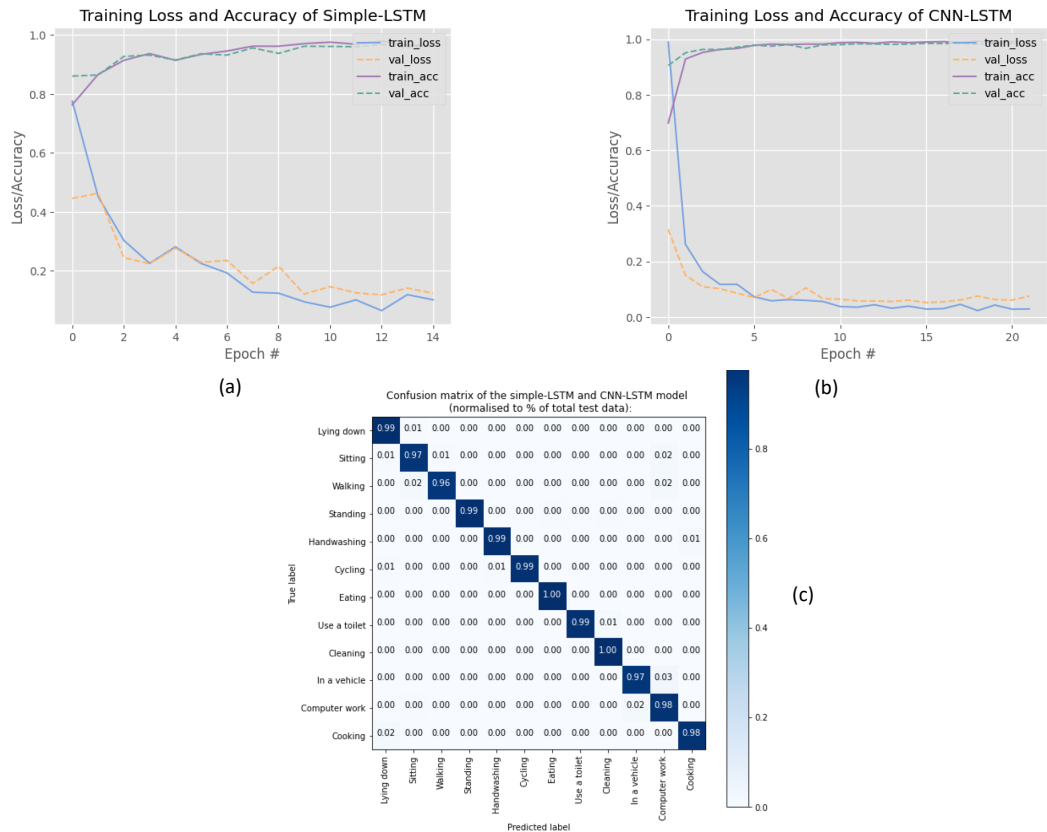 Training Loss and Accuracy of Simple-LSTM
1.0
0.8
0.6
0.4
0.2
Loss/Accuracy
train_loss
val_loss
train_acc
val_acc
0 2 4 6 8 10 12 14
Epoch #
(a)
Training Loss and Accuracy of CNN-LSTM
1.0
0.8
0.6
0.4
0.2
0.0
Loss/Accuracy
train_loss
val_loss
train_acc
val_acc
0 5 10 15 20
Epoch #
(b)
Confusion matrix of the simple-LSTM and CNN-LSTM model
(normalised to % of total test data):
True label
Lying down 0.99 0.01 0.00 0.00 0.00 0.00 0.00 0.00 0.00 0.00 0.00 0.00
Sitting 0.01 0.97 0.01 0.00 0.00 0.00 0.00 0.00 0.00 0.00 0.02 0.00
Walking 0.00 0.02 0.96 0.00 0.00 0.00 0.00 0.00 0.00 0.00 0.02 0.00
Standing 0.00 0.00 0.00 0.99 0.00 0.00 0.00 0.00 0.00 0.00 0.00 0.00
Handwashing 0.00 0.00 0.00 0.00 0.99 0.00 0.00 0.00 0.00 0.00 0.00 0.01
Cycling 0.01 0.00 0.00 0.00 0.01 0.99 0.00 0.00 0.00 0.00 0.00 0.00
Eating 0.00 0.00 0.00 0.00 0.00 0.00 1.00 0.00 0.00 0.00 0.00 0.00
Use a toilet 0.00 0.00 0.00 0.00 0.00 0.00 0.00 0.99 0.01 0.00 0.00 0.00
Cleaning 0.00 0.00 0.00 0.00 0.00 0.00 0.00 0.00 1.00 0.00 0.00 0.00
In a vehicle 0.00 0.00 0.00 0.00 0.00 0.00 0.00 0.00 0.00 0.97 0.03 0.00
Computer work 0.00 0.00 0.00 0.00 0.00 0.00 0.00 0.00 0.00 0.02 0.98 0.00
Cooking 0.02 0.00 0.00 0.00 0.00 0.00 0.00 0.00 0.00 0.00 0.00 0.98
Lying down
Sitting
Walking
Standing
Handwashing
Cycling
Eating
Use a toilet
Cleaning
In a vehicle
Computer work
Cooking
Predicted label
0.8
0.6
0.4
0.2
0.0
(c)